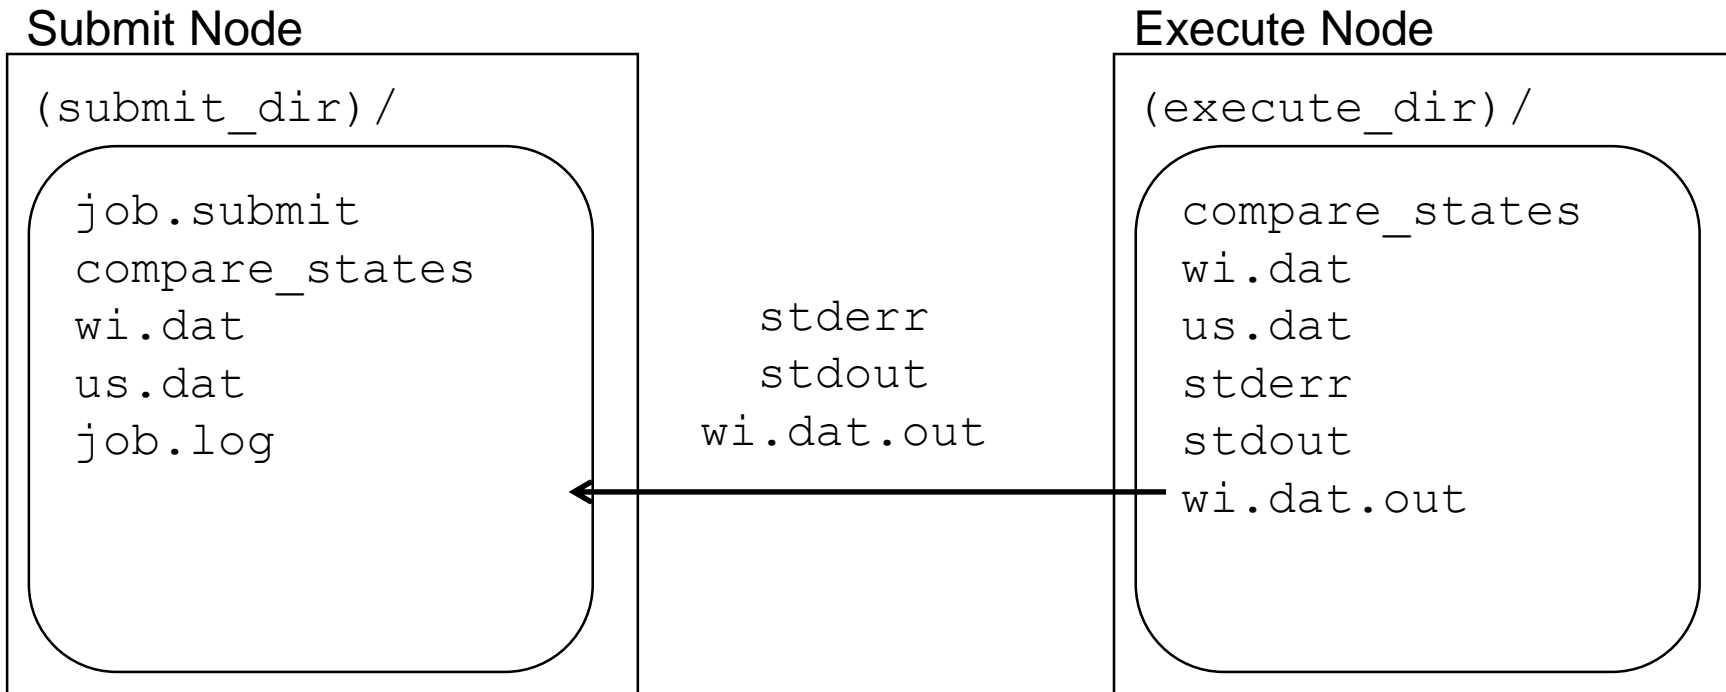 Submit Node
(submit_dir)/
job.submit
compare_states
wi.dat
us.dat
job.log
stderr
stdout
wi.dat.out
Execute Node
(execute_dir)/
compare_states
wi.dat
us.dat
stderr
stdout
wi.dat.out